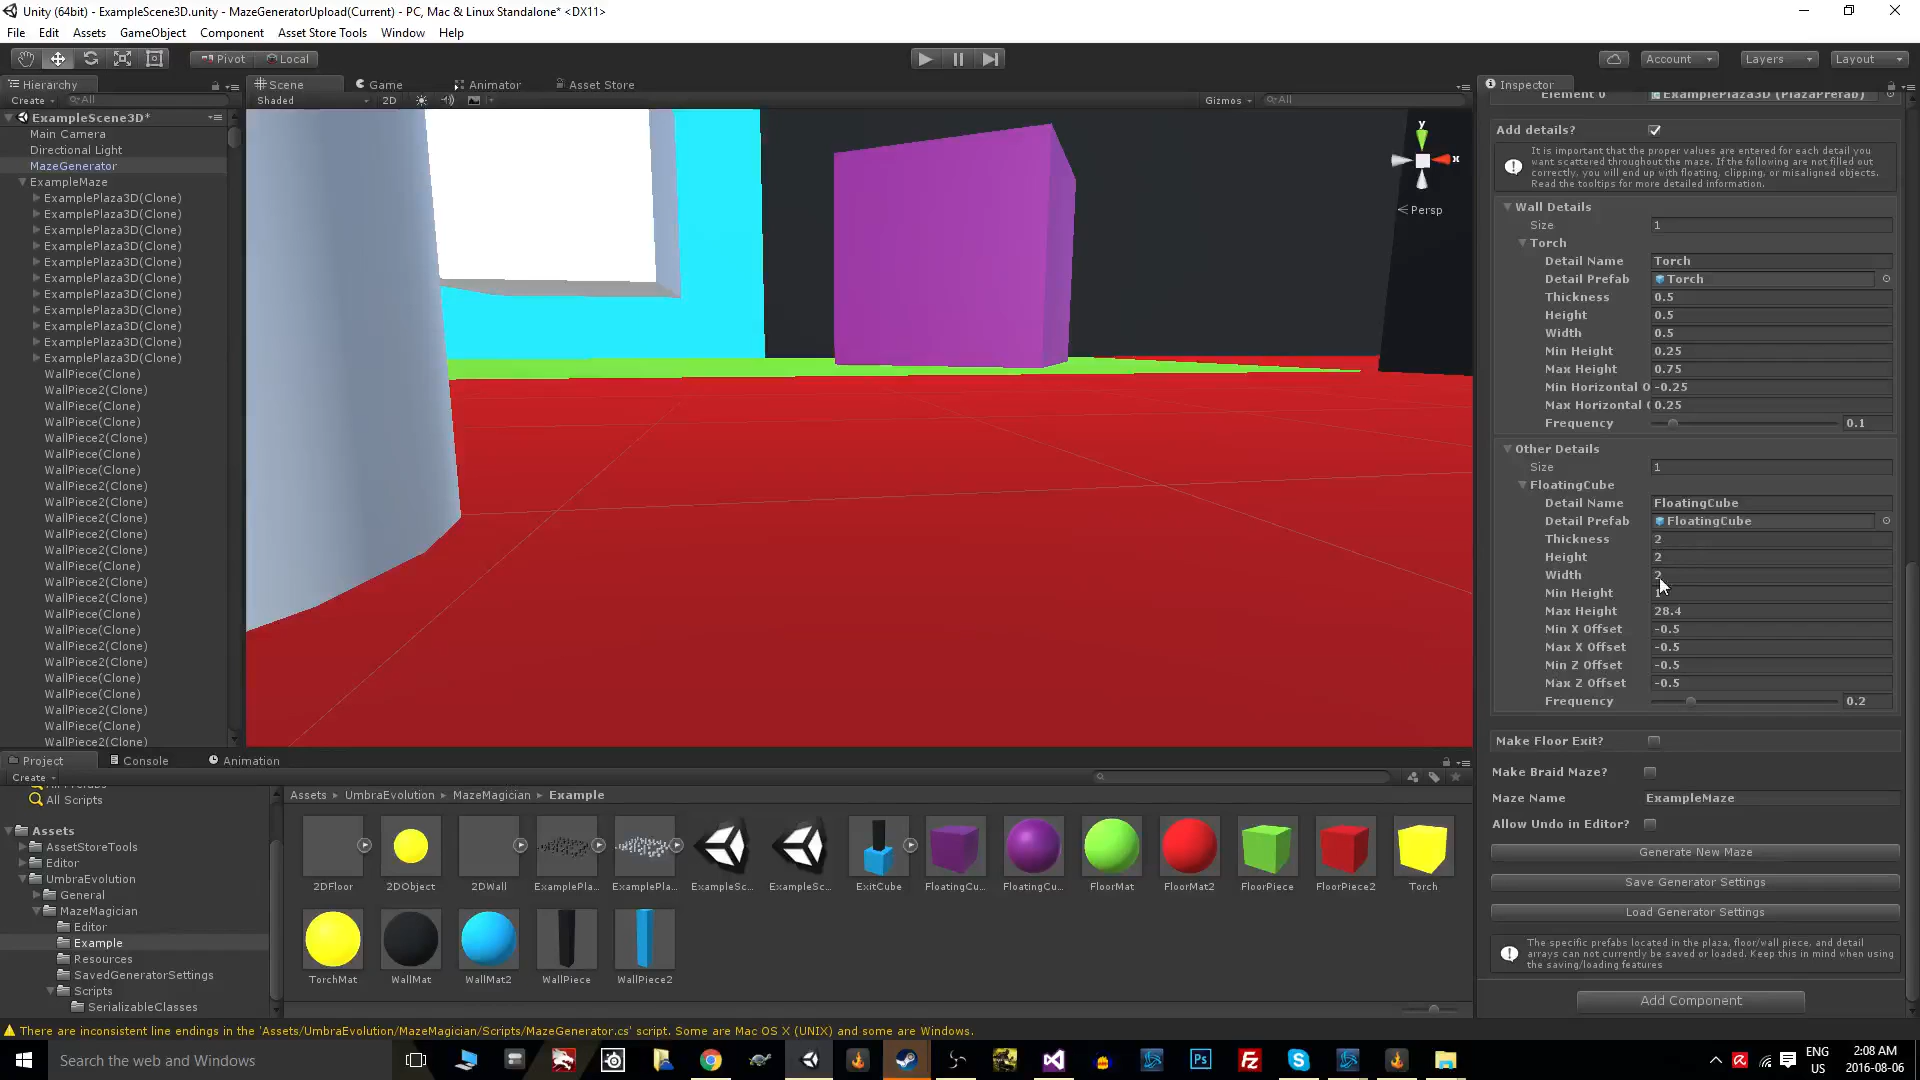 Unity (64bit) - ExampleScene3D.unity - MazeGeneratorUpload(Current) - PC, Mac & Linux Standalone* <DX11>
File Edit Assets GameObject Component Asset Store Tools Window Help
Pivot Local Account Layers Layout
Hierarchy
Create All
ExampleScene3D*
Main Camera
Directional Light
MazeGenerator
ExampleMaze
ExamplePlaza3D(Clone)
ExamplePlaza3D(Clone)
ExamplePlaza3D(Clone)
ExamplePlaza3D(Clone)
ExamplePlaza3D(Clone)
ExamplePlaza3D(Clone)
ExamplePlaza3D(Clone)
ExamplePlaza3D(Clone)
ExamplePlaza3D(Clone)
ExamplePlaza3D(Clone)
ExamplePlaza3D(Clone)
WallPiece(Clone)
WallPiece2(Clone)
WallPiece(Clone)
WallPiece(Clone)
WallPiece2(Clone)
WallPiece(Clone)
WallPiece(Clone)
WallPiece2(Clone)
WallPiece2(Clone)
WallPiece2(Clone)
WallPiece2(Clone)
WallPiece2(Clone)
WallPiece(Clone)
WallPiece2(Clone)
WallPiece2(Clone)
WallPiece(Clone)
WallPiece(Clone)
WallPiece2(Clone)
WallPiece2(Clone)
WallPiece(Clone)
WallPiece2(Clone)
WallPiece2(Clone)
WallPiece(Clone)
WallPiece2(Clone)
Scene Game Animator Asset Store
Shaded 2D Gizmos All
y
x
Persp
Inspector
Element 0 ExamplePlaza3D (PlazaPrefab)
Add details?
It is important that the proper values are entered for each detail you
want scattered throughout the maze. If the following are not filled out
correctly, you will end up with floating, clipping, or misaligned objects.
Read the tooltips for more detailed information.
Wall Details
Size 1
Torch
Detail Name Torch
Detail Prefab Torch
Thickness 0.5
Height 0.5
Width 0.5
Min Height 0.25
Max Height 0.75
Min Horizontal O -0.25
Max Horizontal 0.25
Frequency 0.1
Other Details
Size 1
FloatingCube
Detail Name FloatingCube
Detail Prefab FloatingCube
Thickness 2
Height 2
Width 2
Min Height
Max Height 28.4
Min X Offset -0.5
Max X Offset -0.5
Min Z Offset -0.5
Max Z Offset -0.5
Frequency 0.2
Make Floor Exit?
Make Braid Maze?
Maze Name ExampleMaze
Allow Undo in Editor?
Generate New Maze
Save Generator Settings
Load Generator Settings
The specific prefabs located in the plaza, floor/wall piece, and detail
arrays can not currently be saved or loaded. Keep this in mind when using
the saving/loading features
Add Component
Project Console Animation
Create
All Prefabs
All Scripts
Assets
AssetStoreTools
Editor
UmbraEvolution
General
MazeMagician
Editor
Example
Resources
SavedGeneratorSettings
Scripts
SerializableClasses
Assets UmbraEvolution MazeMagician Example
2DFloor 2DObject 2DWall ExamplePla... ExamplePla... ExampleSc... ExampleSc... ExitCube FloatingCu... FloatingCu... FloorMat FloorMat2 FloorPiece FloorPiece2 Torch
TorchMat WallMat WallMat2 WallPiece WallPiece2
There are inconsistent line endings in the 'Assets/UmbraEvolution/MazeMagician/Scripts/MazeGenerator.cs' script. Some are Mac OS X (UNIX) and some are Windows.
Search the web and Windows
Ps
Fz
ENG
US
2:08 AM
2016-08-06